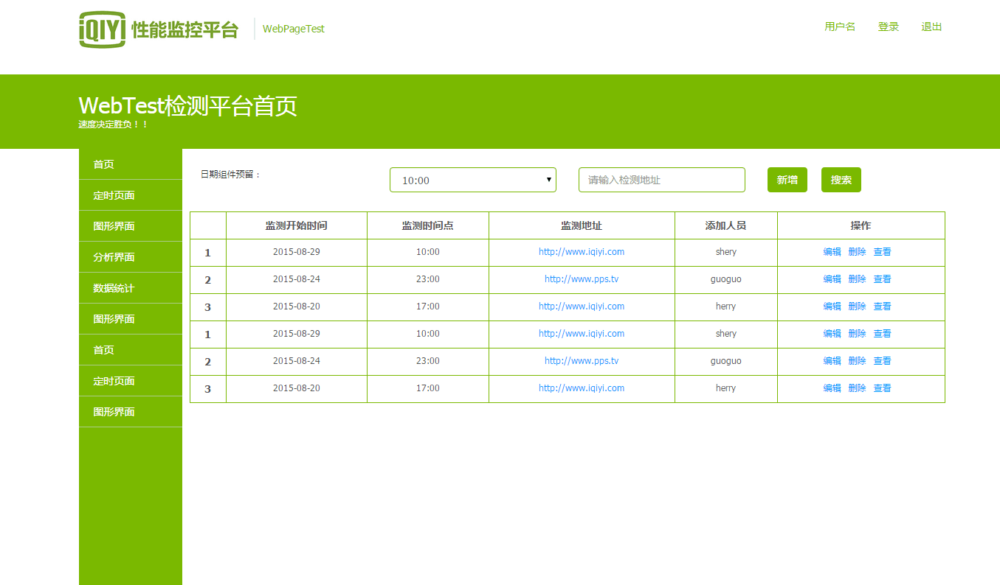 iQIYI 性能监控平台 WebPageTest 用户名 登录 退出
WebTest检测平台首页
速度决定胜负！！
首页
定时页面
图形界面
分析界面
数据统计
图形界面
首页
定时页面
图形界面
日期组件预留： 10:00 请输入检测地址 新增 搜索
监测开始时间 监测时间点 监测地址 添加人员 操作
1 2015-08-29 10:00 http://www.iqiyi.com shery 编辑 删除 查看
2 2015-08-24 23:00 http://www.pps.tv guoguo 编辑 删除 查看
3 2015-08-20 17:00 http://www.iqiyi.com herry 编辑 删除 查看
1 2015-08-29 10:00 http://www.iqiyi.com shery 编辑 删除 查看
2 2015-08-24 23:00 http://www.pps.tv guoguo 编辑 删除 查看
3 2015-08-20 17:00 http://www.iqiyi.com herry 编辑 删除 查看